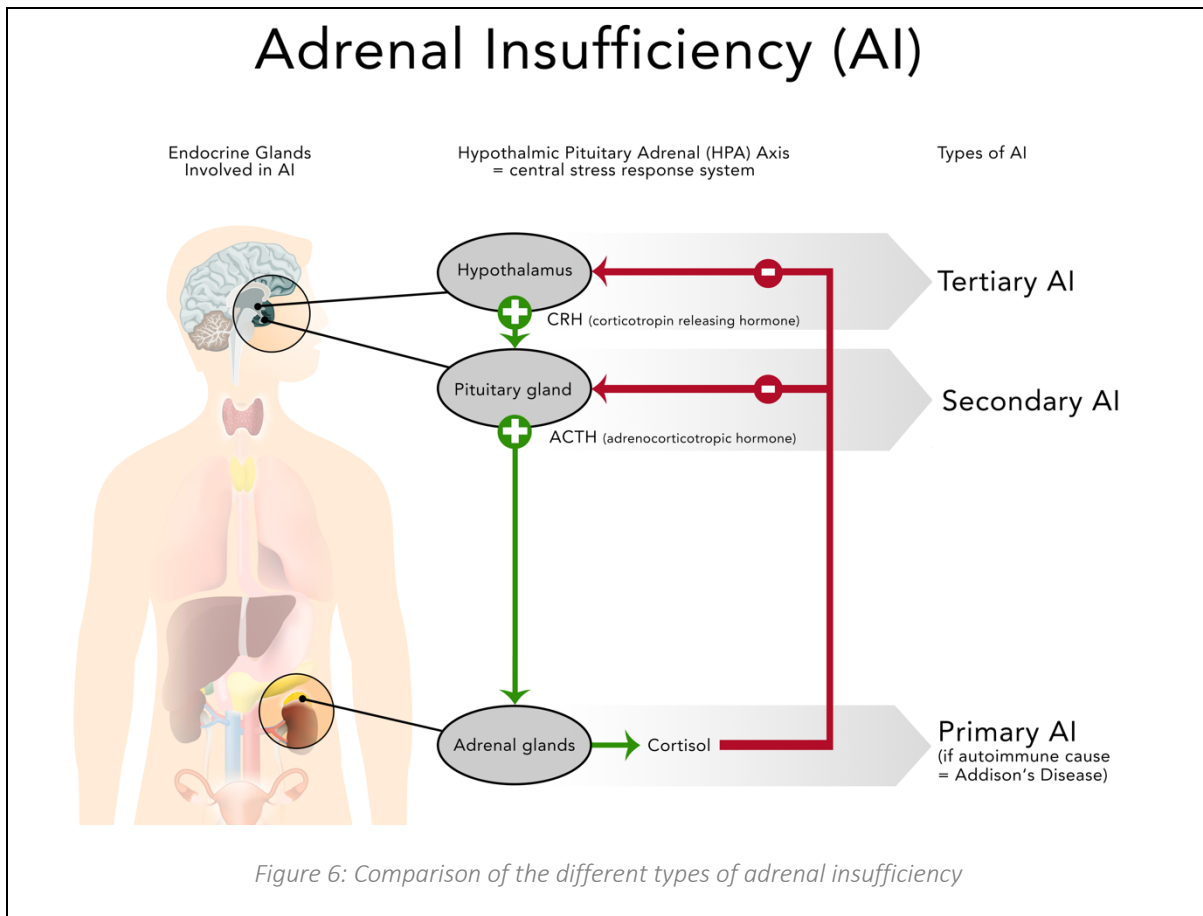 Adrenal Insufficiency (AI)
Endocrine Glands
Involved in AI
Hypothalmic Pituitary Adrenal (HPA) Axis
= central stress response system
Types of AI
Hypothalamus
CRH (corticotropin releasing hormone)
Tertiary AI
Pituitary gland
ACTH (adrenocorticotropic hormone)
Secondary AI
Adrenal glands
Cortisol
Primary AI
(if autoimmune cause
= Addison's Disease)
Figure 6: Comparison of the different types of adrenal insufficiency